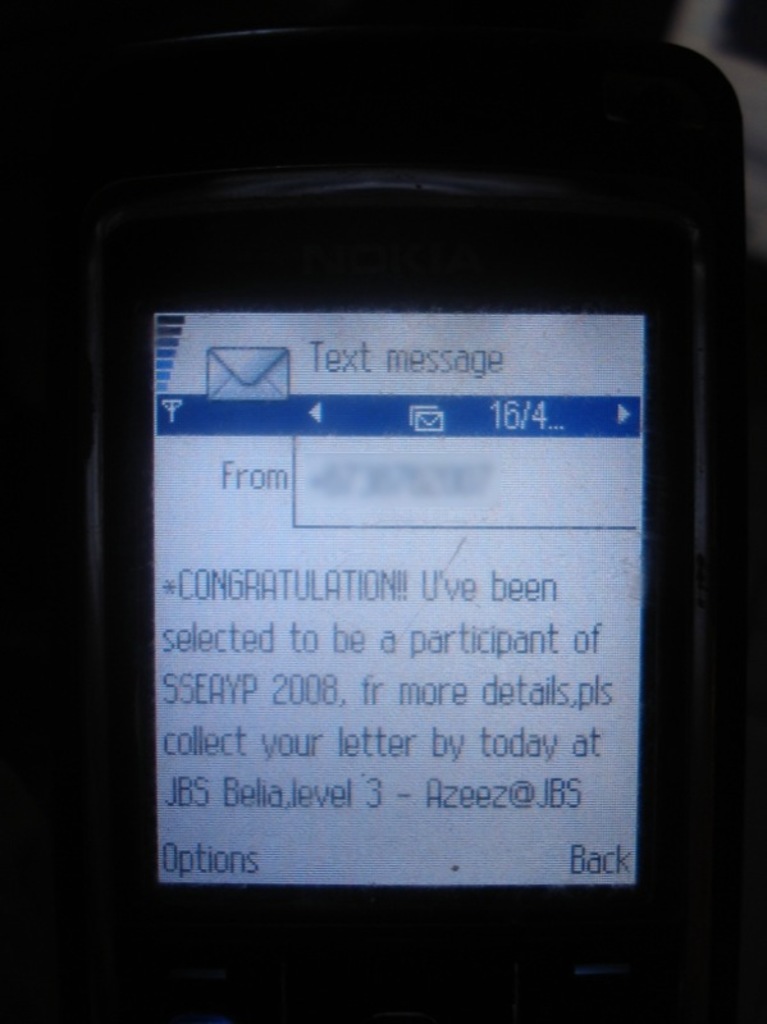 NOKIA
Text message
16/4...
From
*CONGRATULATION!! U've been
selected to be a participant of
SSEAYP 2008, fr more details,pls
collect your letter by today at
JBS Belia,level 3 - Azeez@JBS
Options
Back